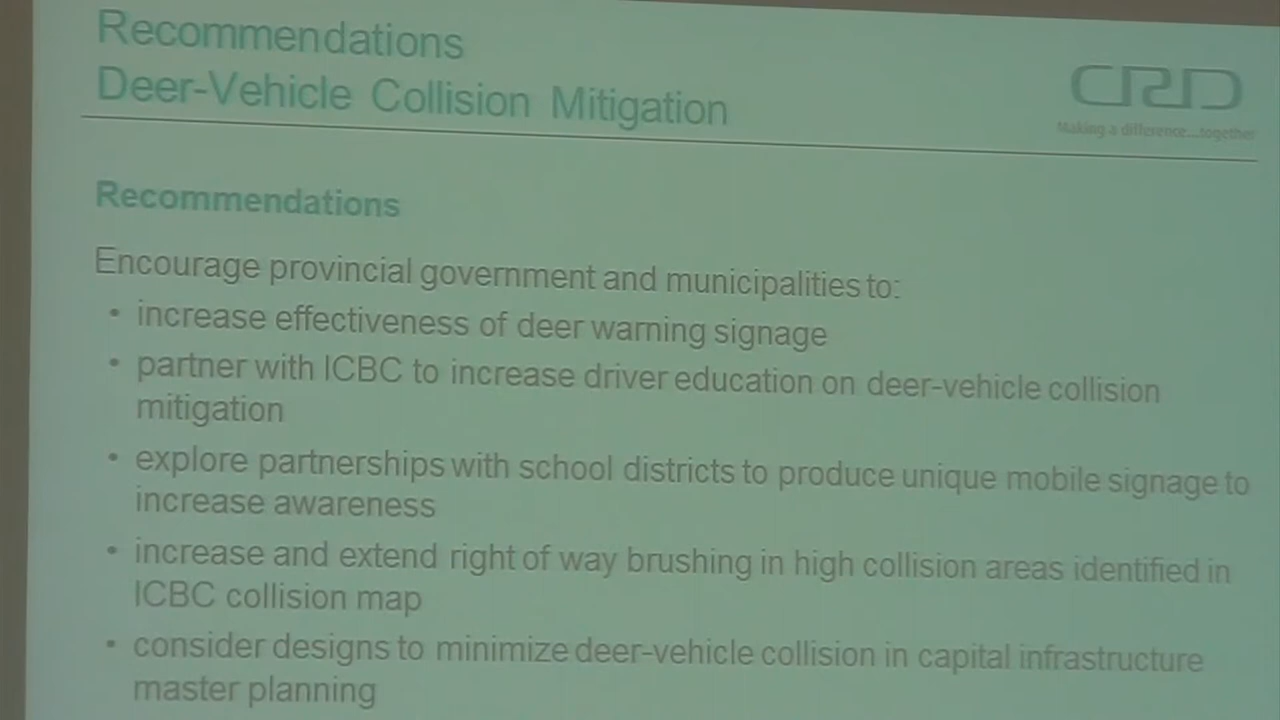 Recommendations
Deer-Vehicle Collision Mitigation
CRD
Making a difference...together
Recommendations
Encourage provincial government and municipalities to:
• increase effectiveness of deer warning signage
• partner with ICBC to increase driver education on deer-vehicle collision
mitigation
• explore partnerships with school districts to produce unique mobile signage to
increase awareness
• increase and extend right of way brushing in high collision areas identified in
ICBC collision map
• consider designs to minimize deer-vehicle collision in capital infrastructure
master planning